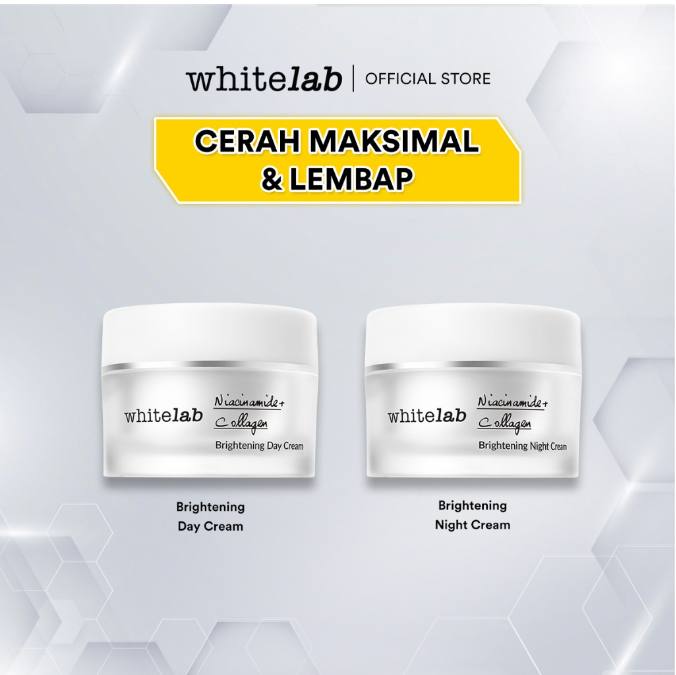 whitelab | OFFICIAL STORE
CERAH MAKSIMAL
& LEMBAP
whitelab
Niacinamide+
Collagen
Brightening Day Cream
whitelab
Niacinamide+
Collagen
Brightening Night Cream
Brightening
Day Cream
Brightening
Night Cream